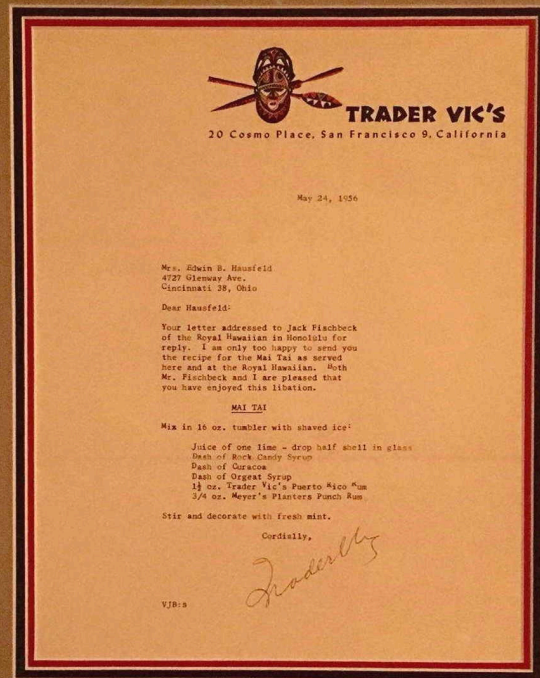 TRADER VIC'S
20 Cosmo Place, San Francisco 9, California
May 24, 1956
Mrs. Edwin B. Hausfeld
4727 Glenway Ave.
Cincinnati 38, Ohio
Dear Hausfeld:
Your letter addressed to Jack Fischbeck
of the Royal Hawaiian in Honolulu for
reply. I am only too happy to send you
the recipe for the Mai Tai as served
here and at the Royal Hawaiian. Both
Mr. Fischbeck and I are pleased that
you have enjoyed this libation.
MAI TAI
Mix in 16 oz. tumbler with shaved ice:
Juice of one lime - drop half shell in glass
Dash of Rock Candy Syrup
Dash of Curacoa
Dash of Orgeat Syrup
1½ oz. Trader Vic's Puerto Rico Rum
3/4 oz. Meyer's Planters Punch Rum
Stir and decorate with fresh mint.
Cordially,
Trader Vic
VJB:s